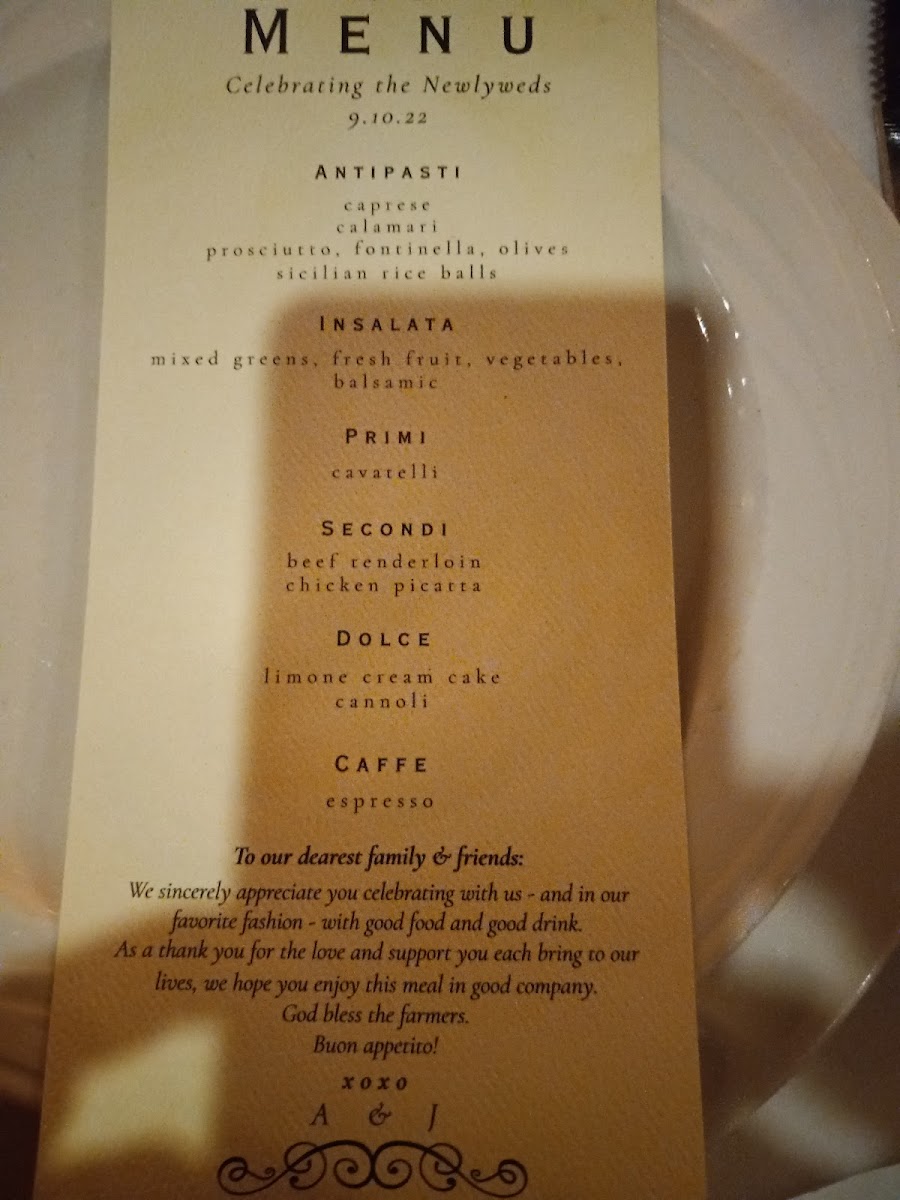 MENU
Celebrating the Newlyweds
9.10.22
ANTIPASTI
caprese
calamari
prosciutto, fontinella, olives
sicilian rice balls
INSALATA
mixed greens, fresh fruit, vegetables,
balsamic
PRIMI
cavatelli
SECONDI
beef tenderloin
chicken picatta
DOLCE
limone cream cake
cannoli
CAFFE
espresso
To our dearest family & friends:
We sincerely appreciate you celebrating with us - and in our
favorite fashion - with good food and good drink.
As a thank you for the love and support you each bring to our
lives, we hope you enjoy this meal in good company.
God bless the farmers.
Buon appetito!
xoxo
A & J